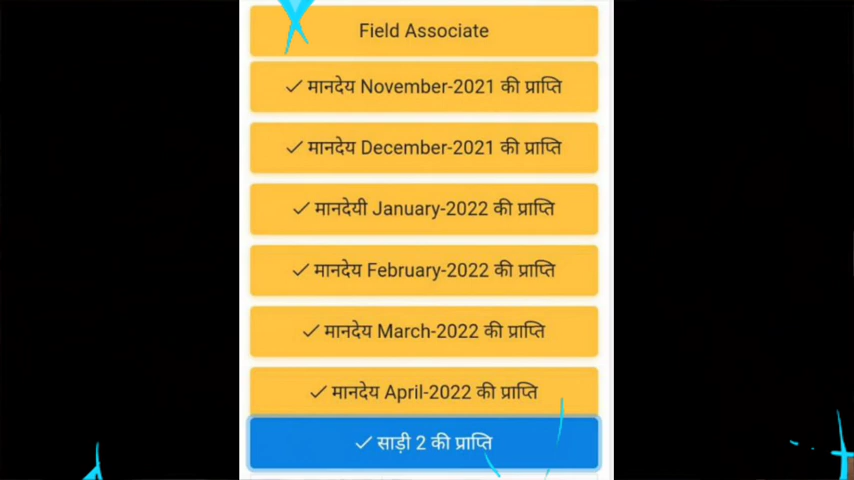 Field Associate
✓ मानदेय November-2021 की प्राप्ति
✓ मानदेय December-2021 की प्राप्ति
✓ मानदेयी January-2022 की प्राप्ति
✓ मानदेय February-2022 की प्राप्ति
✓ मानदेय March-2022 की प्राप्ति
✓ मानदेय April-2022 की प्राप्ति
✓ साड़ी 2 की प्राप्ति